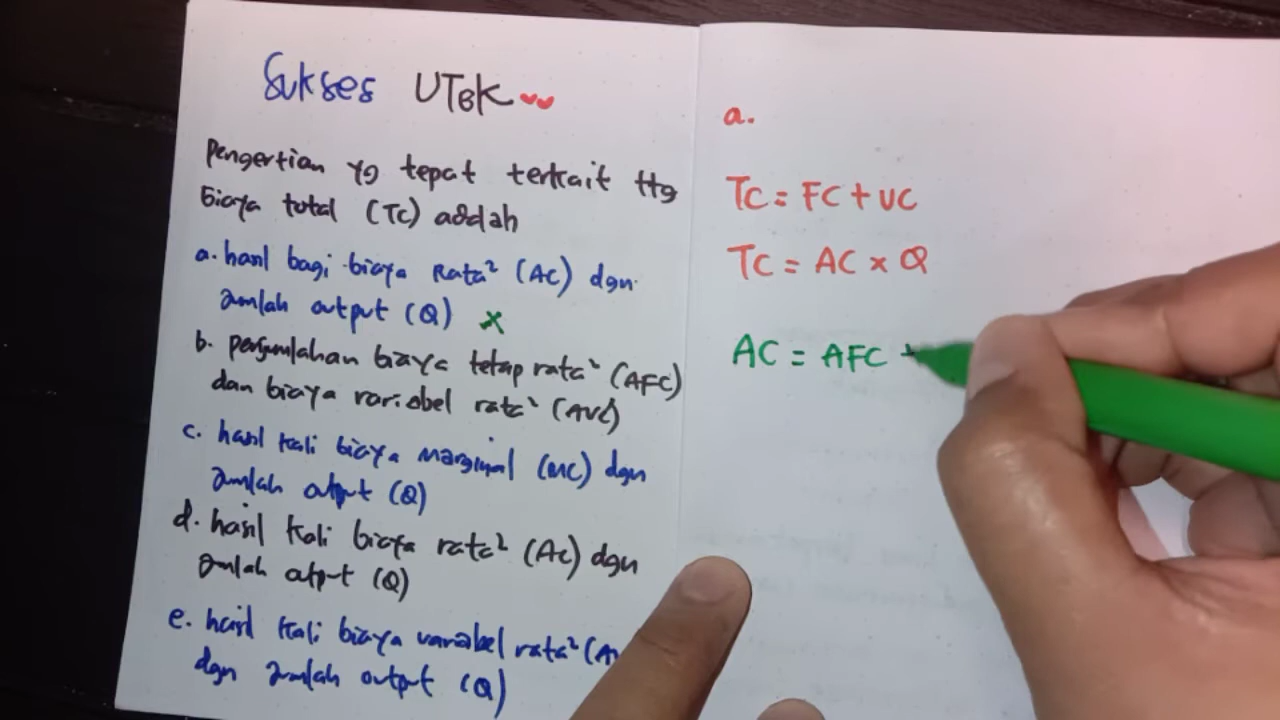 Sukses UTBK
Pengertian yg tepat terkait ttg
biaya total (TC) adalah
a. hasil bagi biaya rata² (AC) dgn
jumlah output (Q) x
b. penjumlahan biaya tetap rata² (AFC)
dan biaya variabel rata² (AVC)
c. hasil kali biaya marginal (MC) dgn
jumlah output (Q)
d. hasil kali biaya rata² (AC) dgn
jumlah output (Q)
e. hasil kali biaya variabel rata² (A
dgn jumlah output (Q)
a.
TC = FC + VC
TC = AC x Q
AC = AFC +